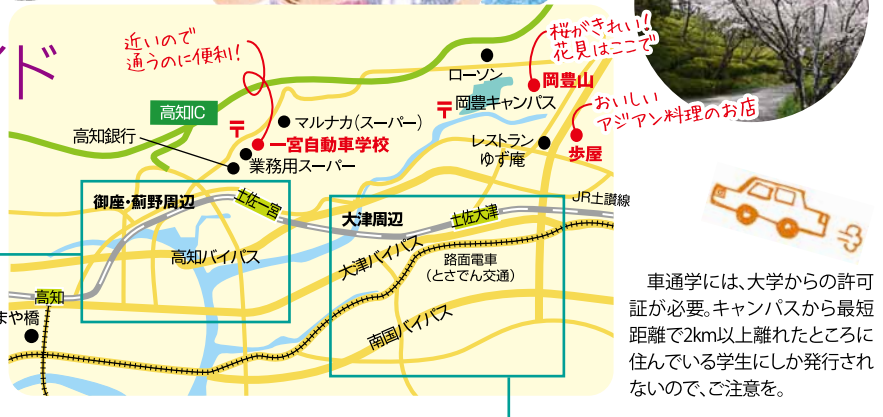 イド
近いので
通うのに便利！
桜がきれい！
花見はここで
ローソン
岡豊山
高知IC
〒
マルナカ(スーパー)
〒
岡豊キャンパス
おいしい
アジアン料理のお店
高知銀行
一宮自動車学校
レストラン
ゆず庵
歩屋
業務用スーパー
御座・薊野周辺
土佐一宮
大津周辺
土佐大津
JR土讃線
高知バイパス
大津バイパス
路面電車
(とさでん交通)
高知
まや橋
南国バイパス
車通学には、大学からの許可
証が必要。キャンパスから最短
距離で2km以上離れたところに
住んでいる学生にしか発行され
ないので、ご注意を。